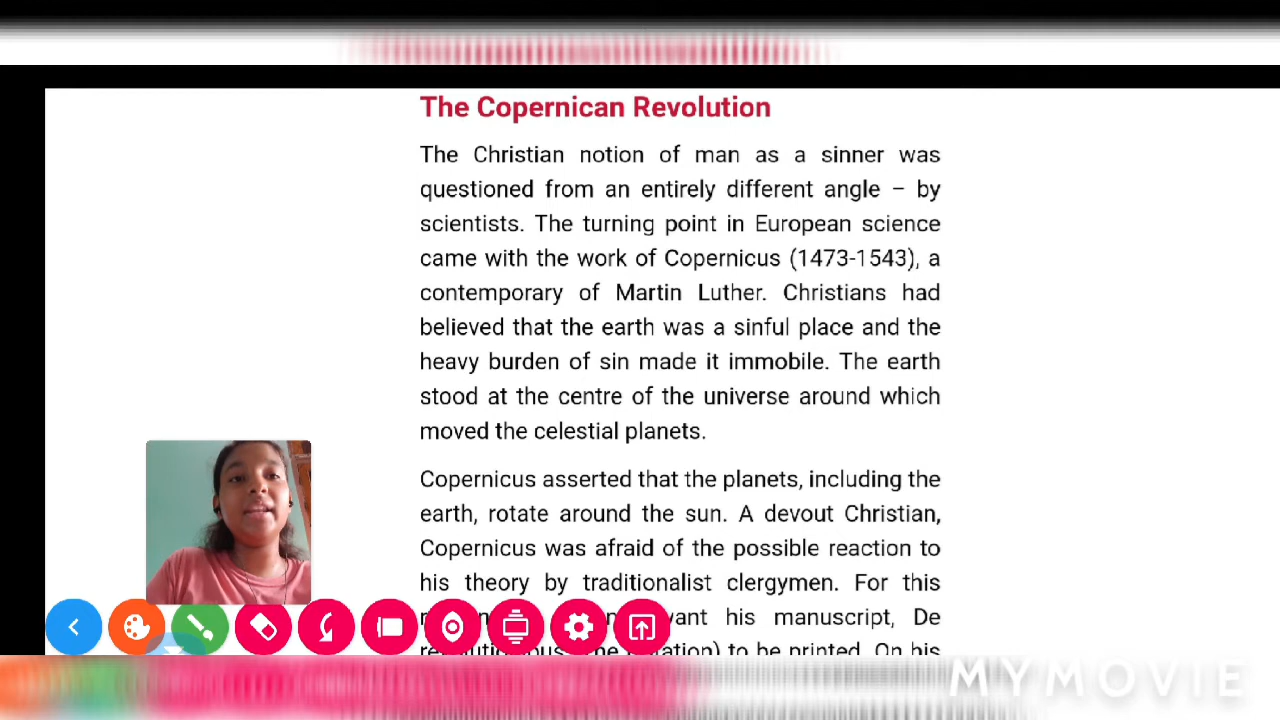 The Copernican Revolution
The Christian notion of man as a sinner was
questioned from an entirely different angle – by
scientists. The turning point in European science
came with the work of Copernicus (1473-1543), a
contemporary of Martin Luther. Christians had
believed that the earth was a sinful place and the
heavy burden of sin made it immobile. The earth
stood at the centre of the universe around which
moved the celestial planets.
Copernicus asserted that the planets, including the
earth, rotate around the sun. A devout Christian,
Copernicus was afraid of the possible reaction to
his theory by traditionalist clergymen. For this
his manuscript, De
to be printed. On his
MYMOVIE